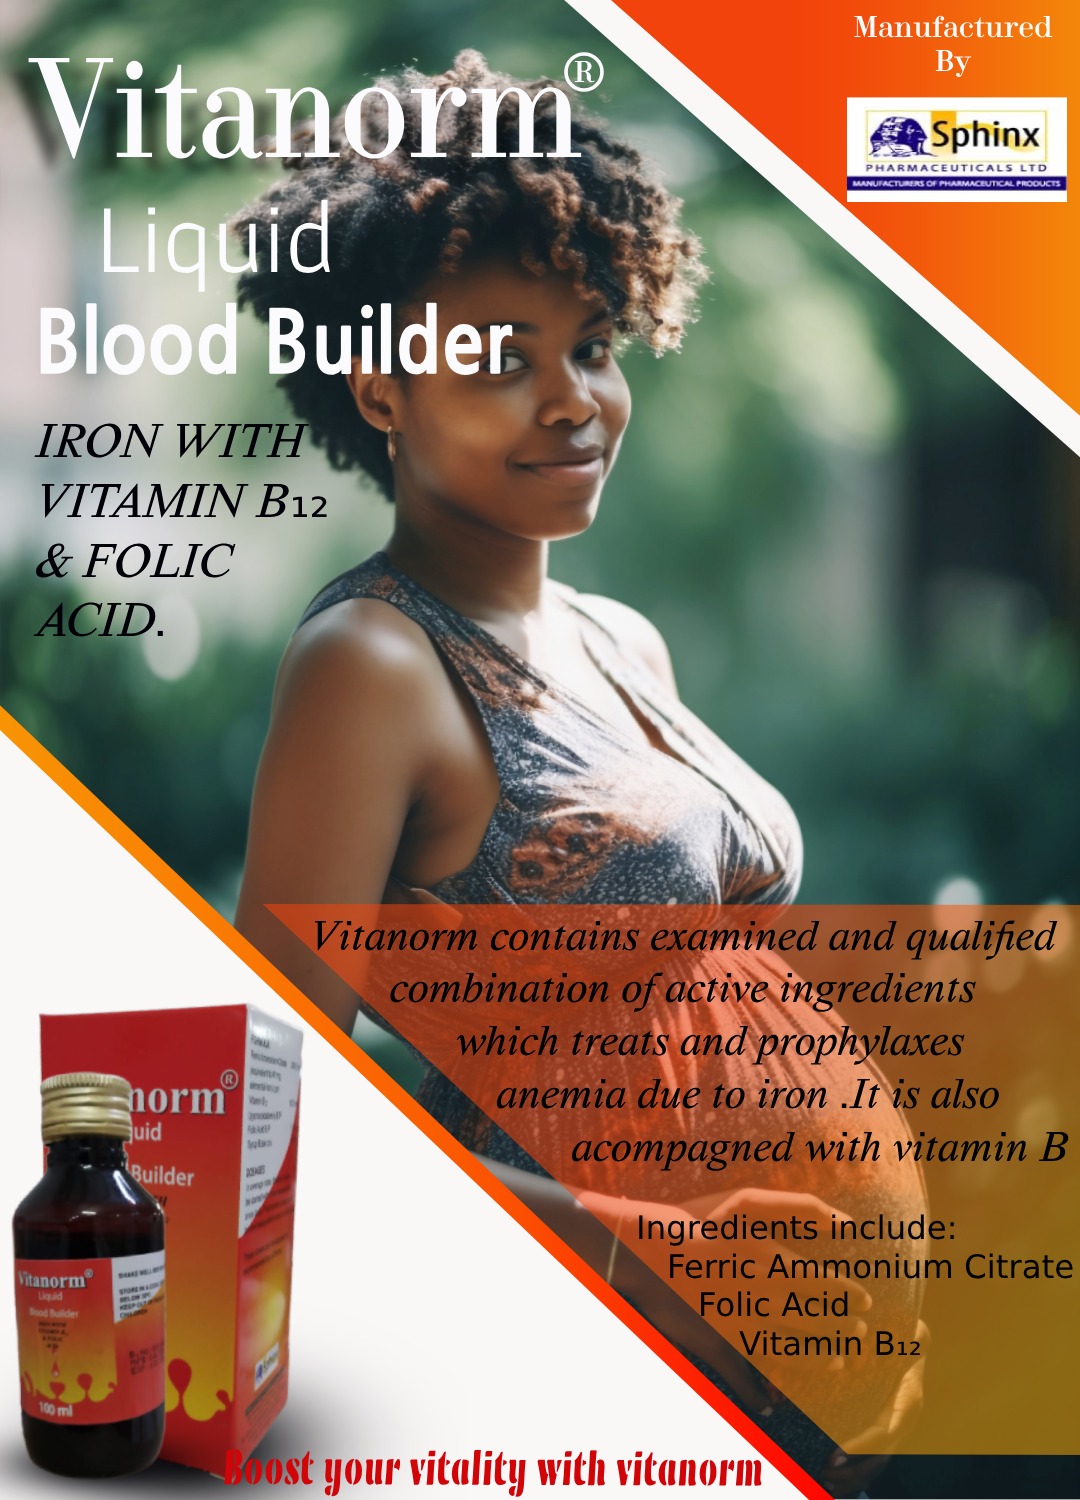 Vitanorm®
Liquid
Blood Builder
IRON WITH
VITAMIN B₁₂
& FOLIC
ACID.
Manufactured
By
Sphinx
PHARMACEUTICALS LTD
MANUFACTURERS OF PHARMACEUTICAL PRODUCTS
Vitanorm contains examined and qualified
combination of active ingredients
which treats and prophylaxes
anemia due to iron .It is also
acompagned with vitamin B
Ingredients include:
Ferric Ammonium Citrate
Folic Acid
Vitamin B₁₂
norm®
uid
Builder
DOSAGES
Vitanorm®
Liquid
Blood Builder
100 ml
Sphinx
Boost your vitality with vitanorm